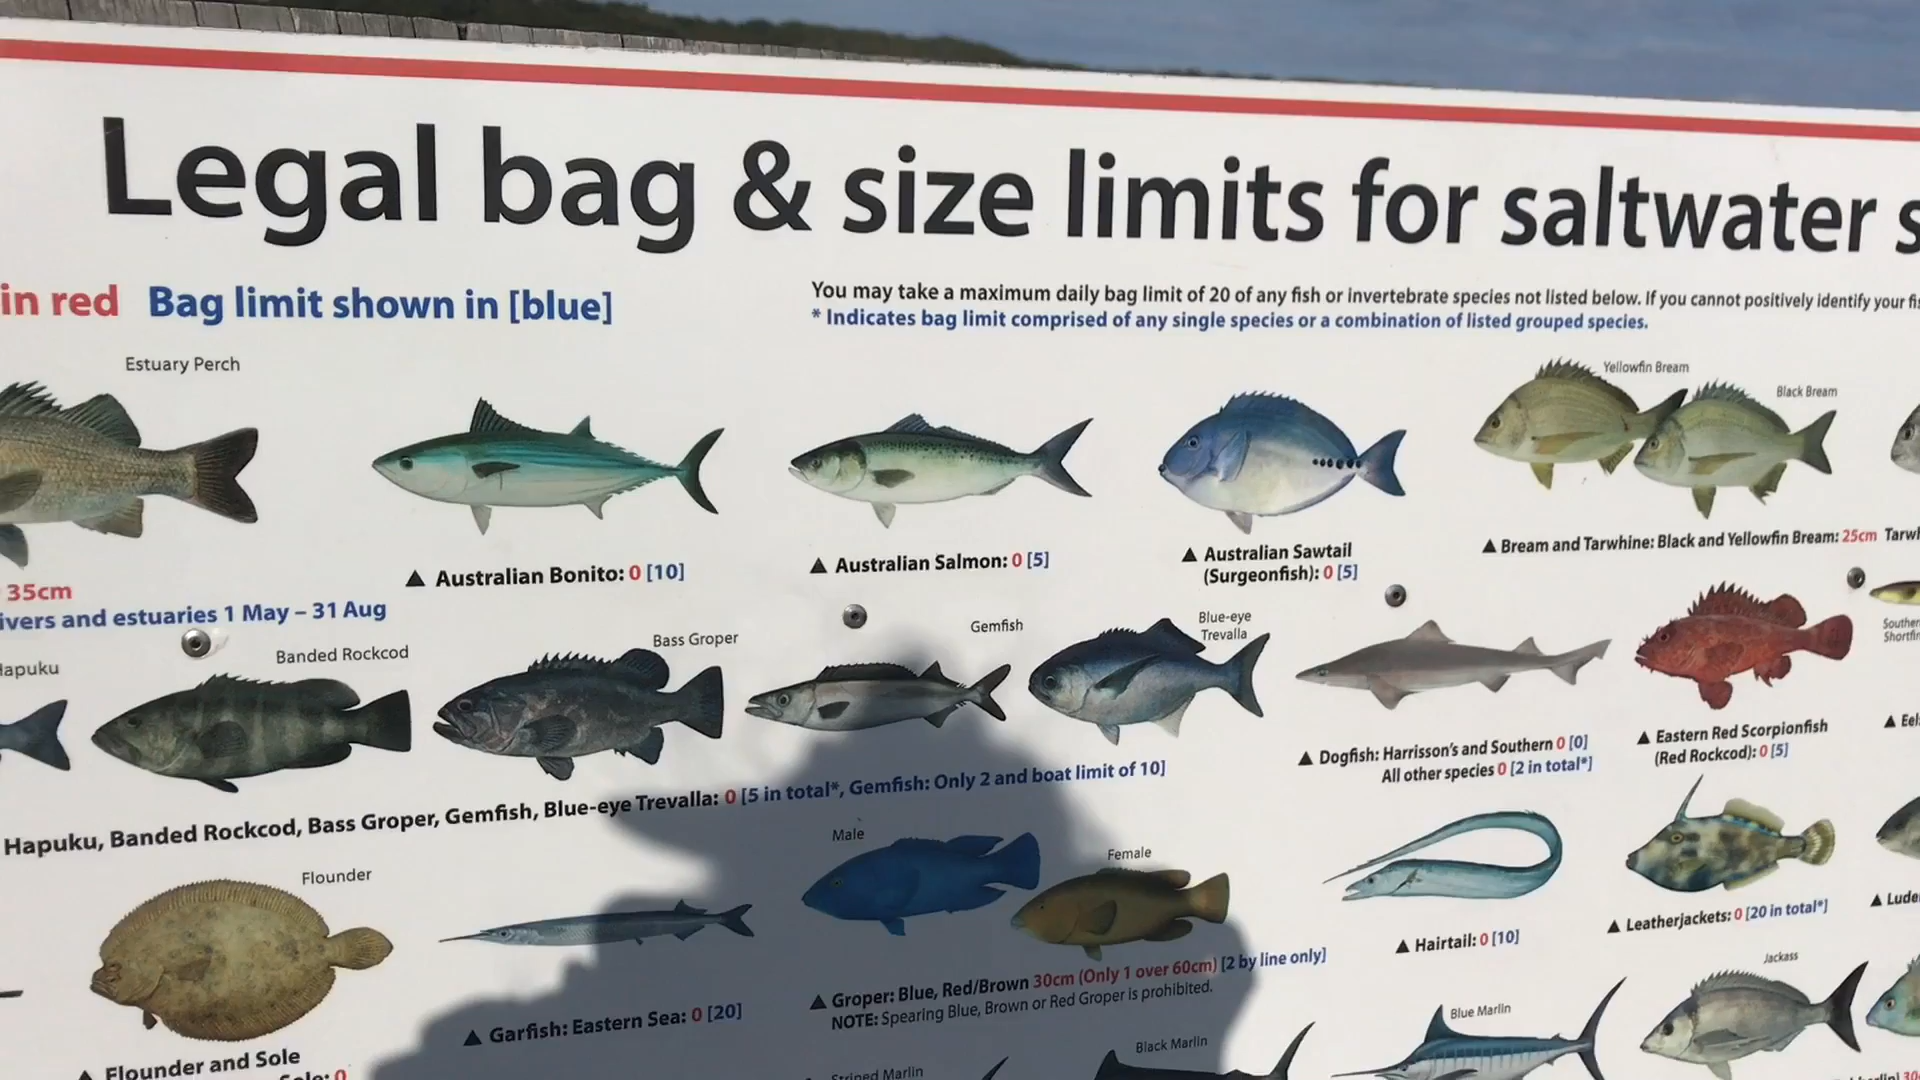 Legal bag & size limits for saltwater
in red Bag limit shown in [blue]
You may take a maximum daily bag limit of 20 of any fish or invertebrate species not listed below. If you cannot positively identify your
* Indicates bag limit comprised of any single species or a combination of listed grouped species.
Estuary Perch
Yellowfin Bream
Black Bream
35cm
ivers and estuaries 1 May – 31 Aug
▲ Australian Bonito: 0 [10]
▲ Australian Salmon: 0 [5]
▲ Australian Sawtail
(Surgeonfish): 0 [5]
▲ Bream and Tarwhine: Black and Yellowfin Bream: 25cm Tarwh
Hapuku
Banded Rockcod
Bass Groper
Gemfish
Blue-eye
Trevalla
Southern
Shortfin
Hapuku, Banded Rockcod, Bass Groper, Gemfish, Blue-eye Trevalla: 0 [5 in total*, Gemfish: Only 2 and boat limit of 10]
▲ Dogfish: Harrisson's and Southern 0 [0]
All other species 0 [2 in total*]
▲ Eastern Red Scorpionfish
(Red Rockcod): 0 [5]
▲ Eel
Flounder
Male
Female
▲ Flounder and Sole
Sole: 0
▲ Garfish: Eastern Sea: 0 [20]
▲ Groper: Blue, Red/Brown 30cm (Only 1 over 60cm) [2 by line only]
NOTE: Spearing Blue, Brown or Red Groper is prohibited.
▲ Hairtail: 0 [10]
▲ Leatherjackets: 0 [20 in total*]
▲ Lude
Striped Marlin
Black Marlin
Blue Marlin
Jackass